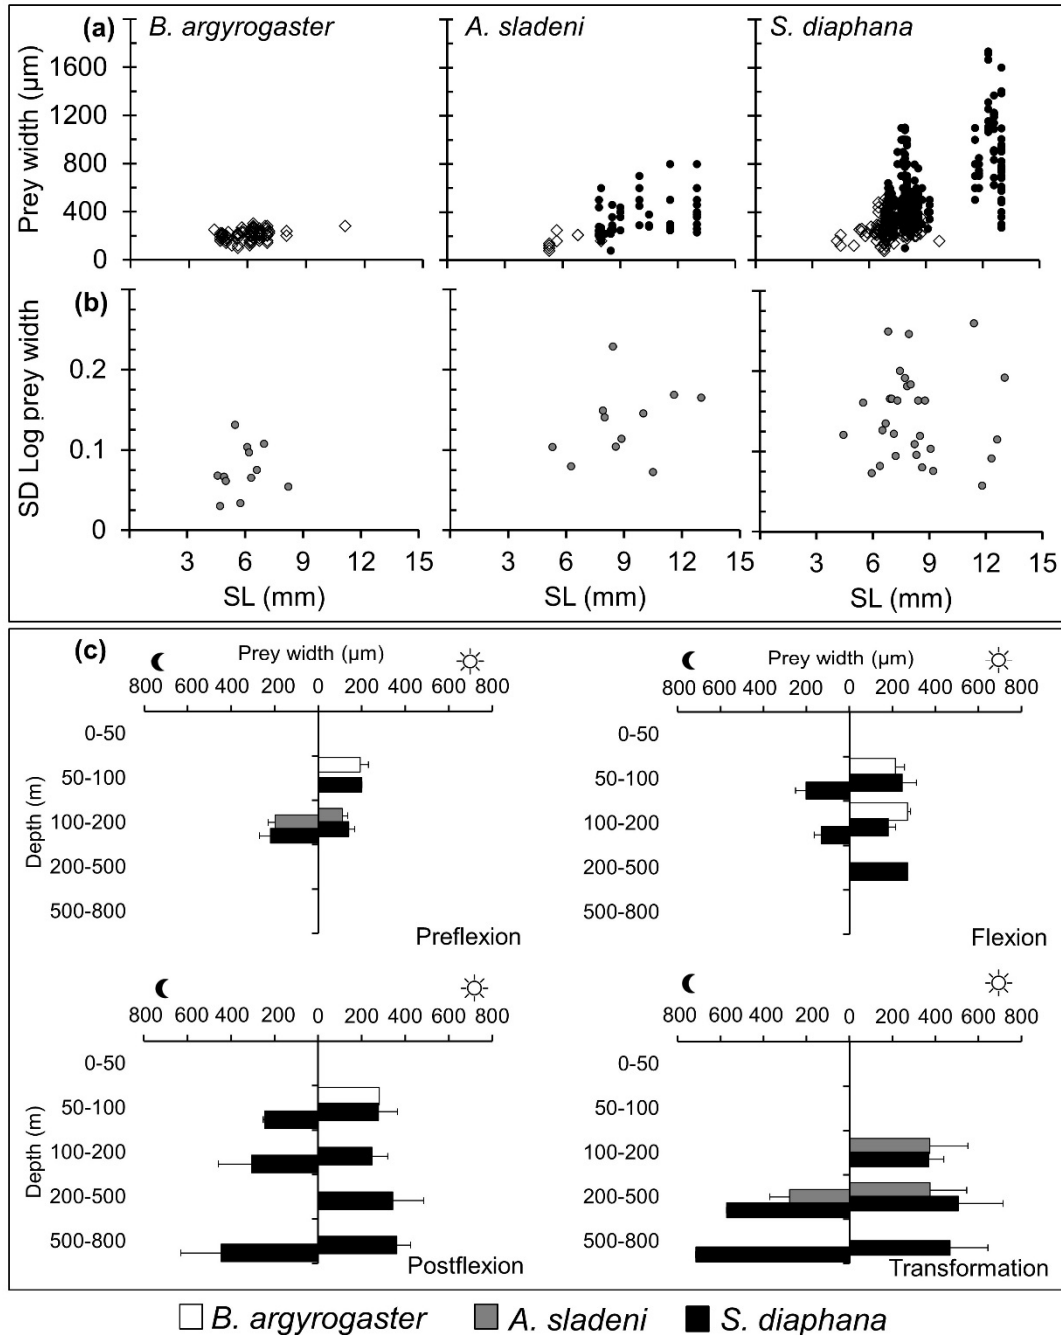 (a) B. argyrogaster A. sladeni S. diaphana
Prey width (µm)
1600
1200
800
400
0
(b)
SD Log prey width
0.2
0.1
0
0 3 6 9 12 15 0 3 6 9 12 15 3 6 9 12 15
SL (mm) SL (mm) SL (mm)
(c) Prey width (µm) Prey width (µm)
800 600 400 200 0 200 400 600 800 800 600 400 200 0 200 400 600 800
Depth (m)
0-50 0-50
50-100 50-100
100-200 100-200
200-500 200-500
500-800 500-800
Preflexion Flexion
800 600 400 200 0 200 400 600 800 800 600 400 200 0 200 400 600 800
Depth (m)
0-50 0-50
50-100 50-100
100-200 100-200
200-500 200-500
500-800 500-800
Postflexion Transformation
B. argyrogaster A. sladeni S. diaphana